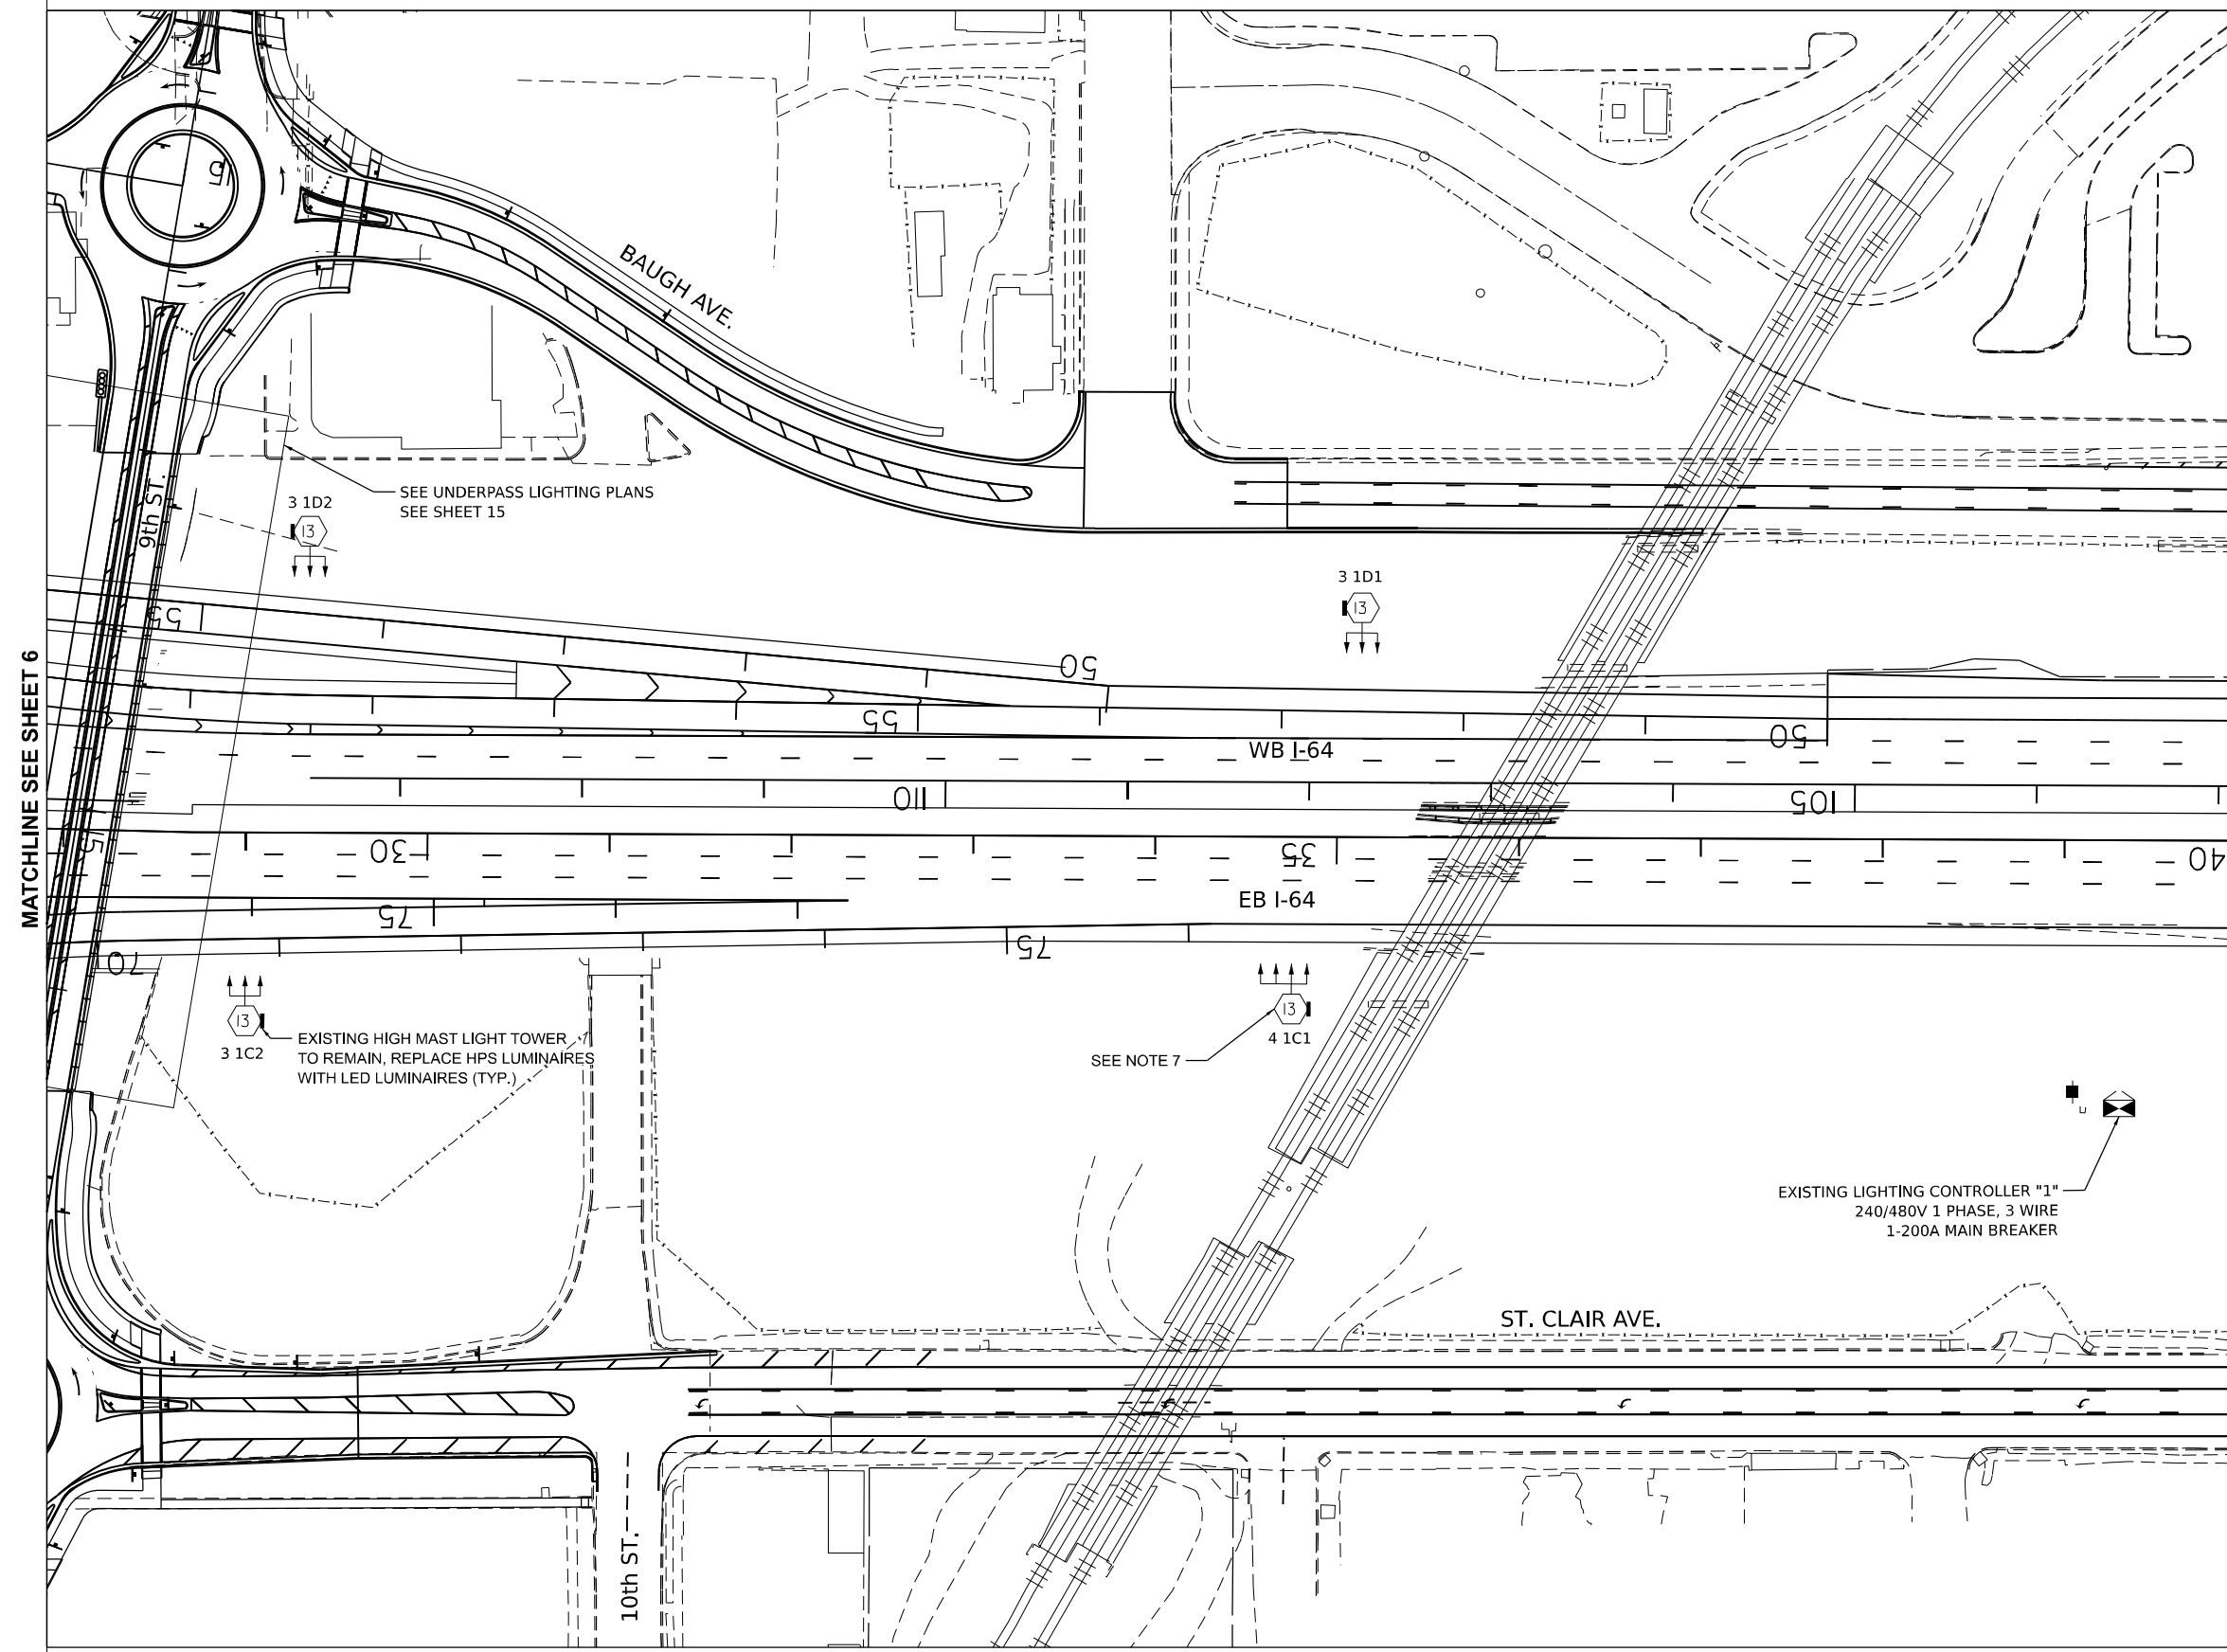 BAUGH AVE.
15
SEE UNDERPASS LIGHTING PLANS
SEE SHEET 15
9th ST.
3 1D2
13
3 1D1
13
55
50
MATCHLINE SEE SHEET 6
55
50
WB I-64
110
105
15
30
35
40
EB I-64
75
75
70
13
3 1C2
EXISTING HIGH MAST LIGHT TOWER
TO REMAIN, REPLACE HPS LUMINAIRES
WITH LED LUMINAIRES (TYP.)
13
4 1C1
SEE NOTE 7
EXISTING LIGHTING CONTROLLER "1"
240/480V 1 PHASE, 3 WIRE
1-200A MAIN BREAKER
ST. CLAIR AVE.
10th ST.